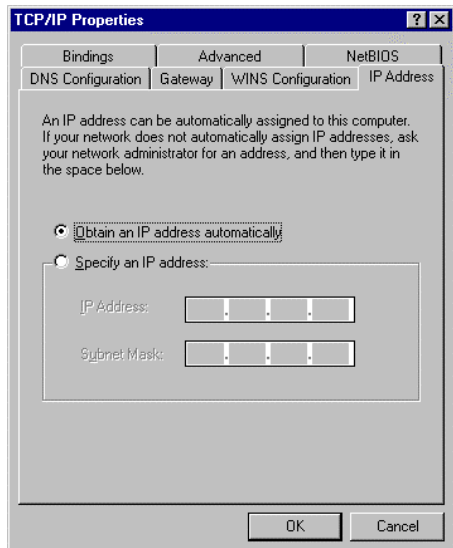 TCP/IP Properties
Bindings Advanced NetBIOS
DNS Configuration Gateway WINS Configuration IP Address
An IP address can be automatically assigned to this computer.
If your network does not automatically assign IP addresses, ask
your network administrator for an address, and then type it in
the space below.
Obtain an IP address automatically
Specify an IP address:
IP Address:
Subnet Mask:
OK Cancel